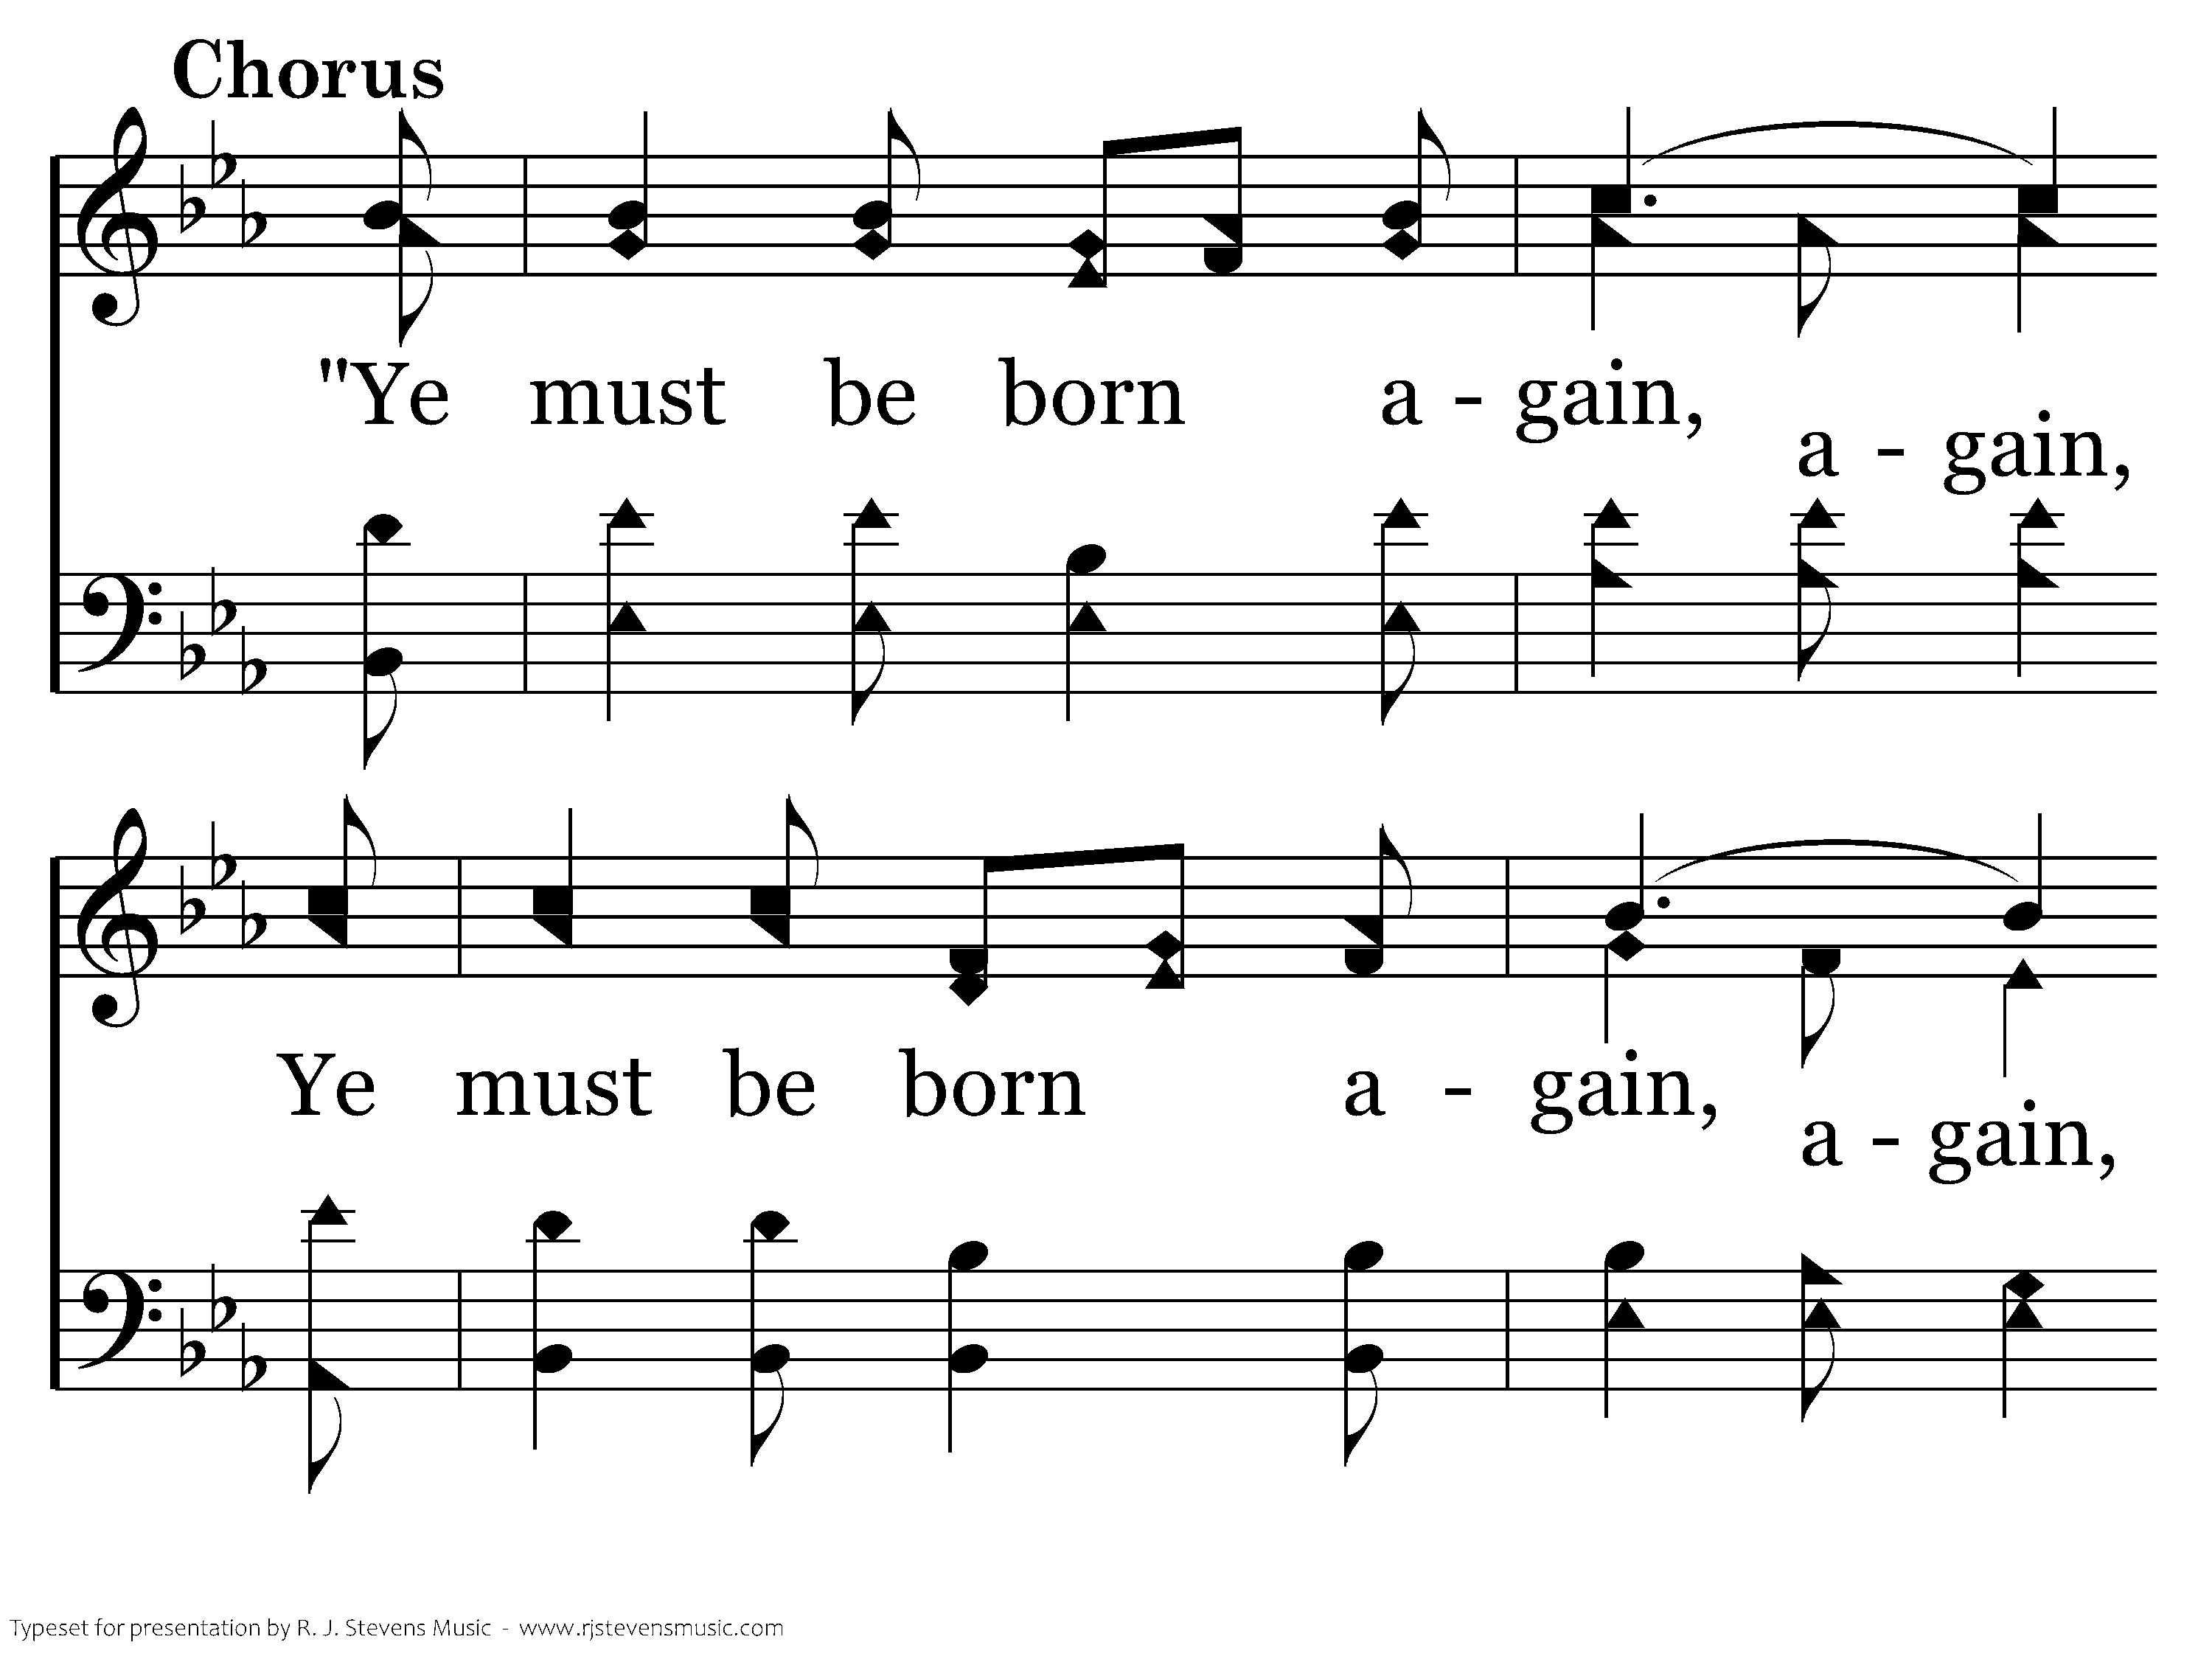 Chorus
"Ye must be born a - gain,
a - gain,
Ye must be born a - gain,
a - gain,
Typeset for presentation by R. J. Stevens Music - www.rjstevensmusic.com